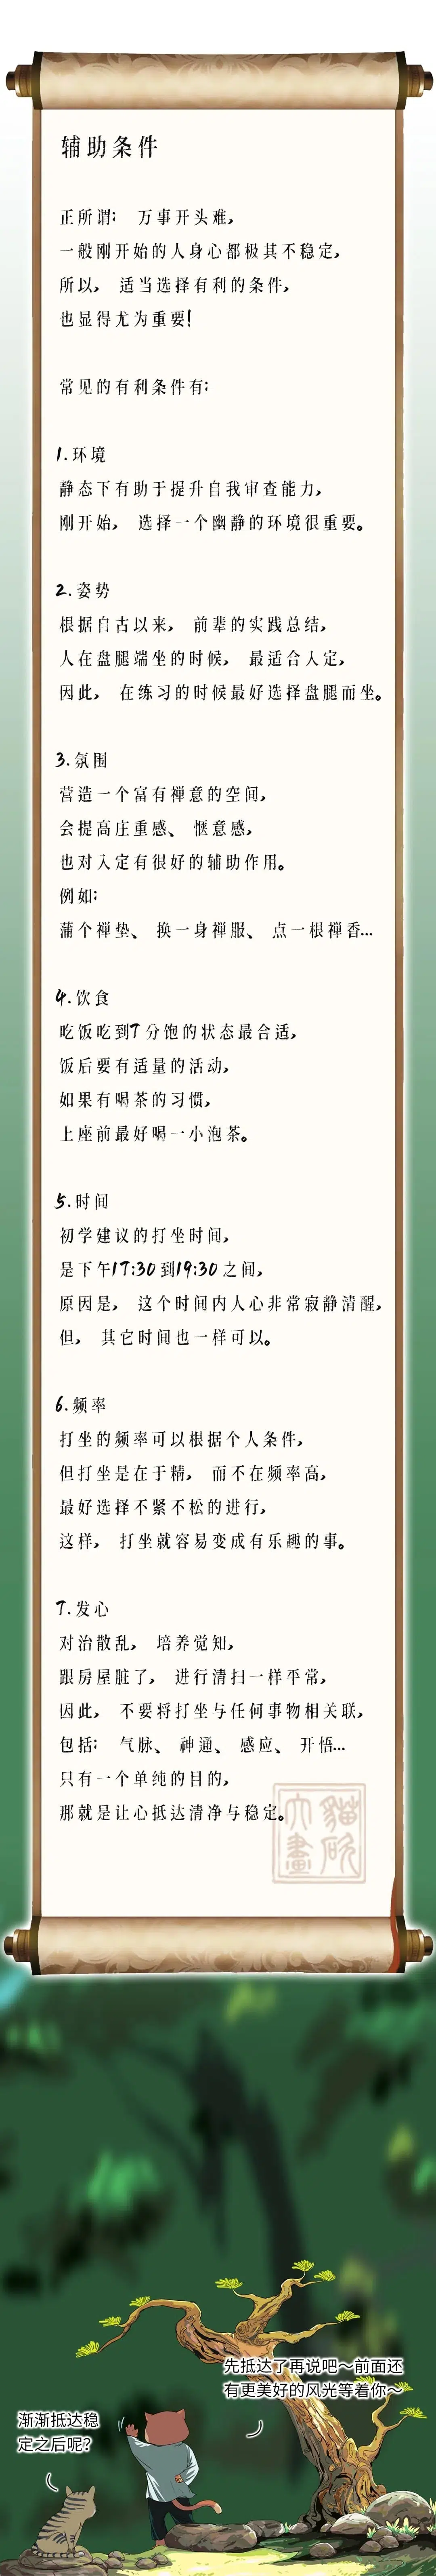 辅助条件
正所谓: 万事开头难,
一般刚开始的人身心都极其不稳定,
所以, 适当选择有利的条件,
也显得尤为重要!
常见的有利条件有:
1.环境
静态下有助于提升自我审查能力,
刚开始, 选择一个幽静的环境很重要。
2.姿势
根据自古以来, 前辈的实践总结,
人在盘腿端坐的时候, 最适合入定,
因此, 在练习的时候最好选择盘腿而坐。
3.氛围
营造一个富有禅意的空间,
会提高庄重感、 惬意感,
也对入定有很好的辅助作用。
例如:
蒲个禅垫、 换一身禅服、 点一根禅香...
4.饮食
吃饭吃到7分饱的状态最合适,
饭后要有适量的活动,
如果有喝茶的习惯,
上座前最好喝一小泡茶。
5.时间
初学建议的打坐时间,
是下午17:30到19:30之间,
原因是, 这个时间内人心非常寂静清醒,
但, 其它时间也一样可以。
6.频率
打坐的频率可以根据个人条件,
但打坐是在于精, 而不在频率高,
最好选择不紧不松的进行,
这样, 打坐就容易变成有乐趣的事。
7.发心
对治散乱, 培养觉知,
跟房屋脏了, 进行清扫一样平常,
因此, 不要将打坐与任何事物相关联,
包括: 气脉、 神通、 感应、 开悟...
只有一个单纯的目的,
那就是让心抵达清净与稳定。
先抵达了再说吧~前面还
有更美好的风光等着你~
渐渐抵达稳
定之后呢?